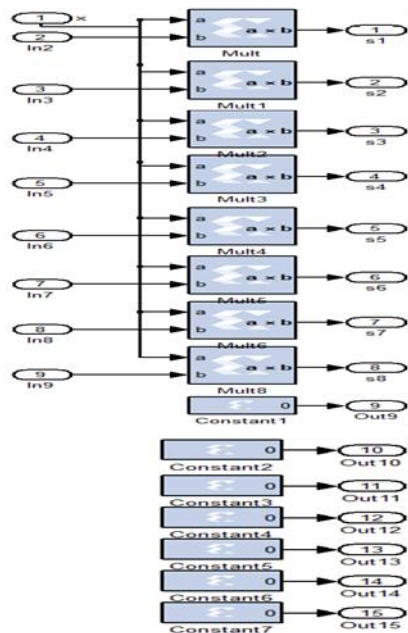 1 x
a
a × b
1
2
b
In2
Mult
s1
a
a × b
2
3
b
In3
Mult1
s2
a
a × b
3
4
b
In4
Mult2
s3
a
a × b
4
5
b
In5
Mult3
s4
a
a × b
5
6
b
In6
Mult4
s5
a
a × b
6
7
b
In7
Mult5
s6
a
a × b
7
8
b
In8
Mult6
s7
a
a × b
8
9
b
In9
Mult8
s8
0
9
Constant1
Out9
0
10
Constant2
Out10
0
11
Constant3
Out11
0
12
Constant4
Out12
0
13
Constant5
Out13
0
14
Constant6
Out14
0
15
Constant7
Out15